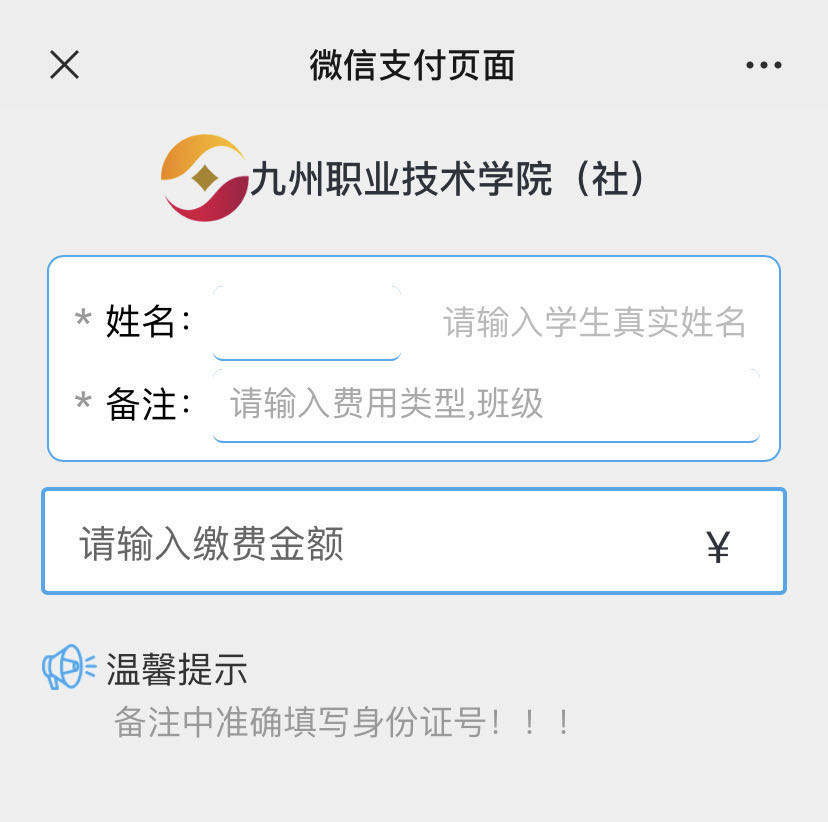 微信支付页面
九州职业技术学院（社）
* 姓名： 请输入学生真实姓名
* 备注： 请输入费用类型,班级
请输入缴费金额 ¥
温馨提示
备注中准确填写身份证号！！！